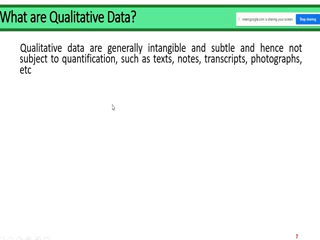 What are Qualitative Data?
meet.google.com is sharing your screen.
Stop sharing
Qualitative data are generally intangible and subtle and hence not
subject to quantification, such as texts, notes, transcripts, photographs,
etc
7